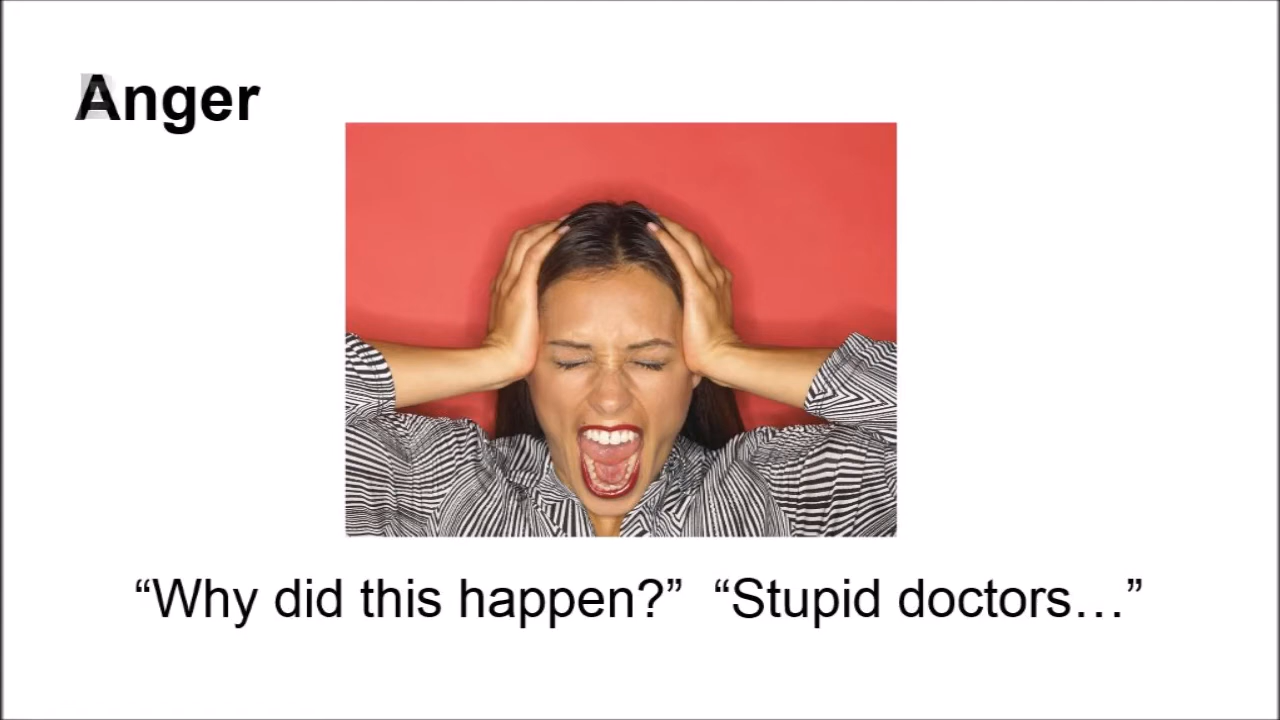 Anger
“Why did this happen?” “Stupid doctors…”